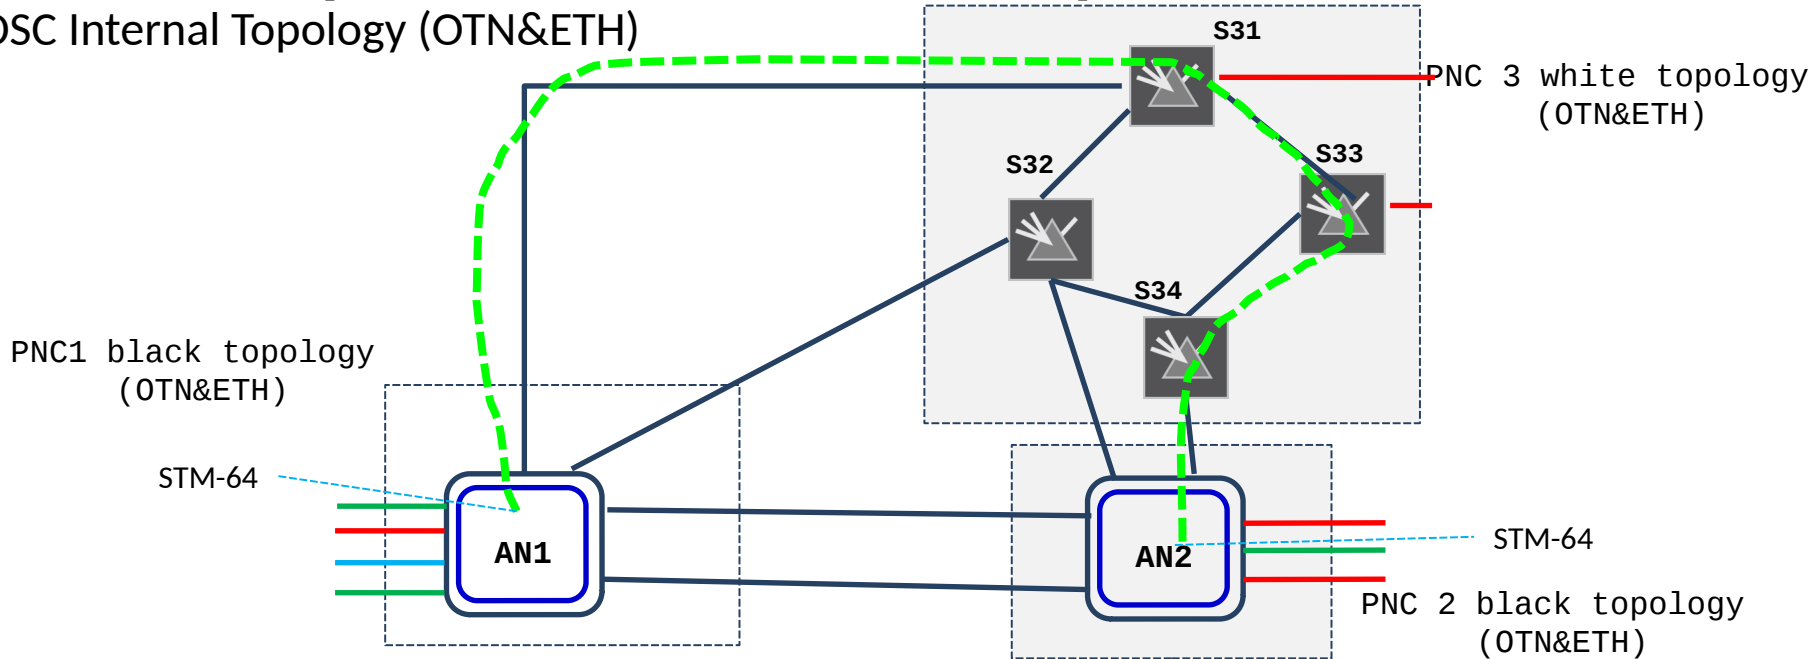 OSC Internal Topology (OTN&ETH)
S31
PNC 3 white topology
(OTN&ETH)
S33
S32
S34
PNC1 black topology
(OTN&ETH)
STM-64
AN1
AN2
STM-64
PNC 2 black topology
(OTN&ETH)